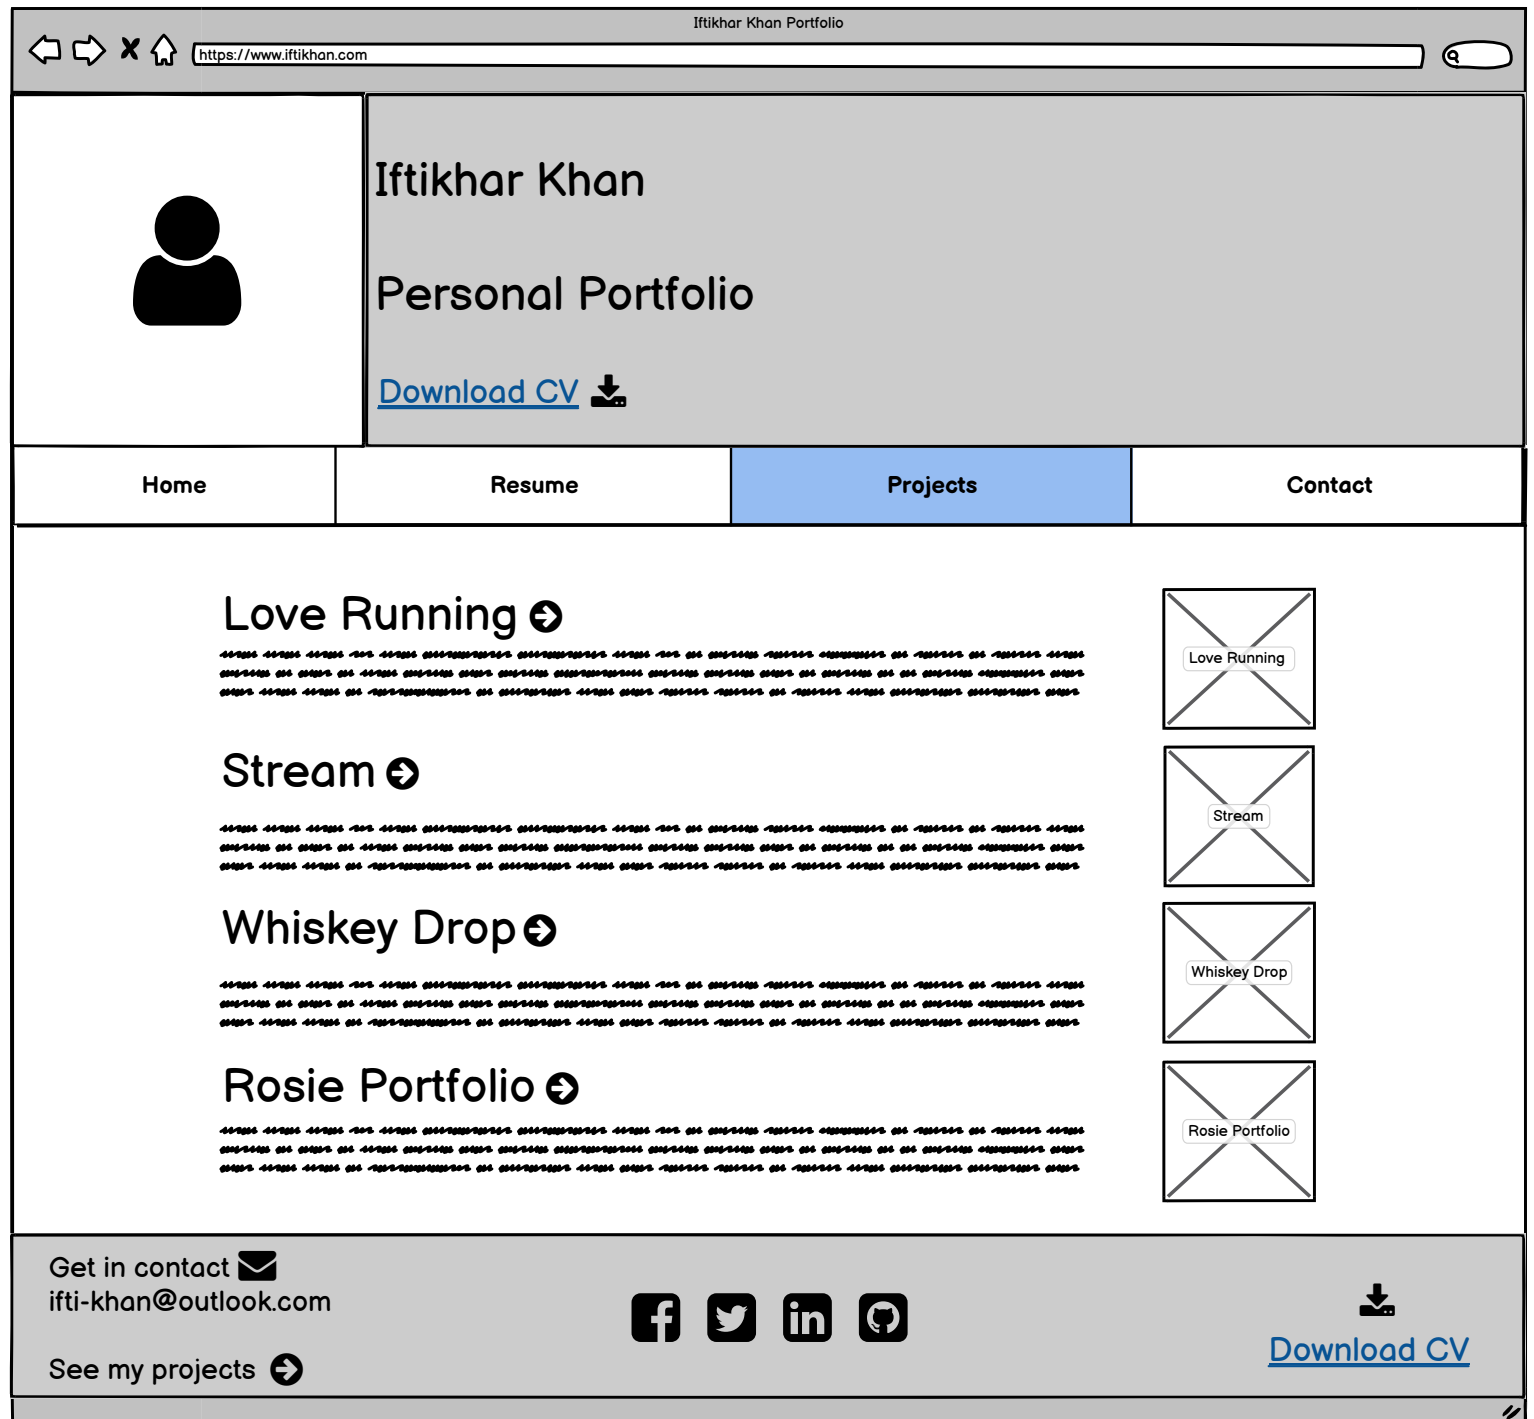 Iftikhar Khan Portfolio
https://www.iftikhan.com
Iftikhar Khan
Personal Portfolio
Download CV
Home Resume Projects Contact
Love Running
Love Running
Stream
Stream
Whiskey Drop
Whiskey Drop
Rosie Portfolio
Rosie Portfolio
Get in contact
ifti-khan@outlook.com
See my projects
Download CV